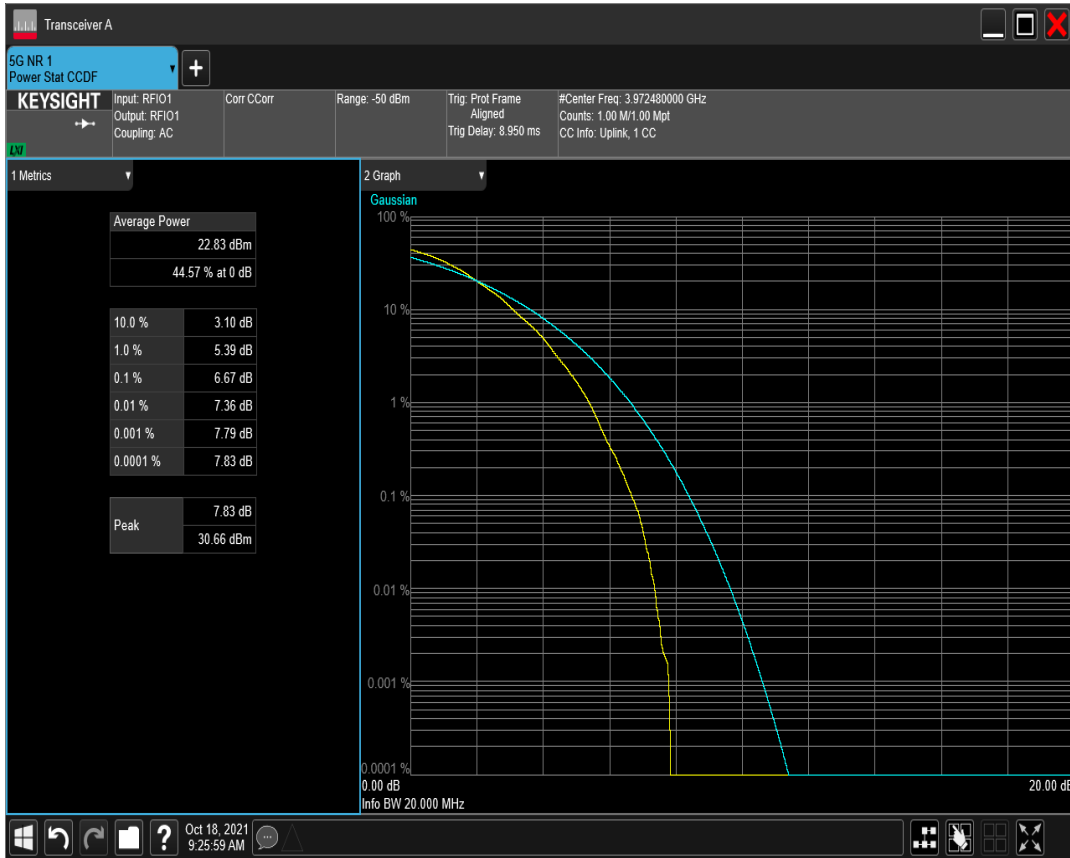 Transceiver A
5G NR 1
Power Stat CCDF
+
KEYSIGHT
LXI
Input: RFIO1
Output: RFIO1
Coupling: AC
Corr CCorr
Range: -50 dBm
Trig: Prot Frame
Aligned
Trig Delay: 8.950 ms
#Center Freq: 3.972480000 GHz
Counts: 1.00 M/1.00 Mpt
CC Info: Uplink, 1 CC
1 Metrics
Average Power
22.83 dBm
44.57 % at 0 dB
10.0 % 3.10 dB
1.0 % 5.39 dB
0.1 % 6.67 dB
0.01 % 7.36 dB
0.001 % 7.79 dB
0.0001 % 7.83 dB
Peak
7.83 dB
30.66 dBm
2 Graph
Gaussian
100 %
10 %
1 %
0.1 %
0.01 %
0.001 %
0.0001 %
0.00 dB 20.00 dB
Info BW 20.000 MHz
?
Oct 18, 2021
9:25:59 AM